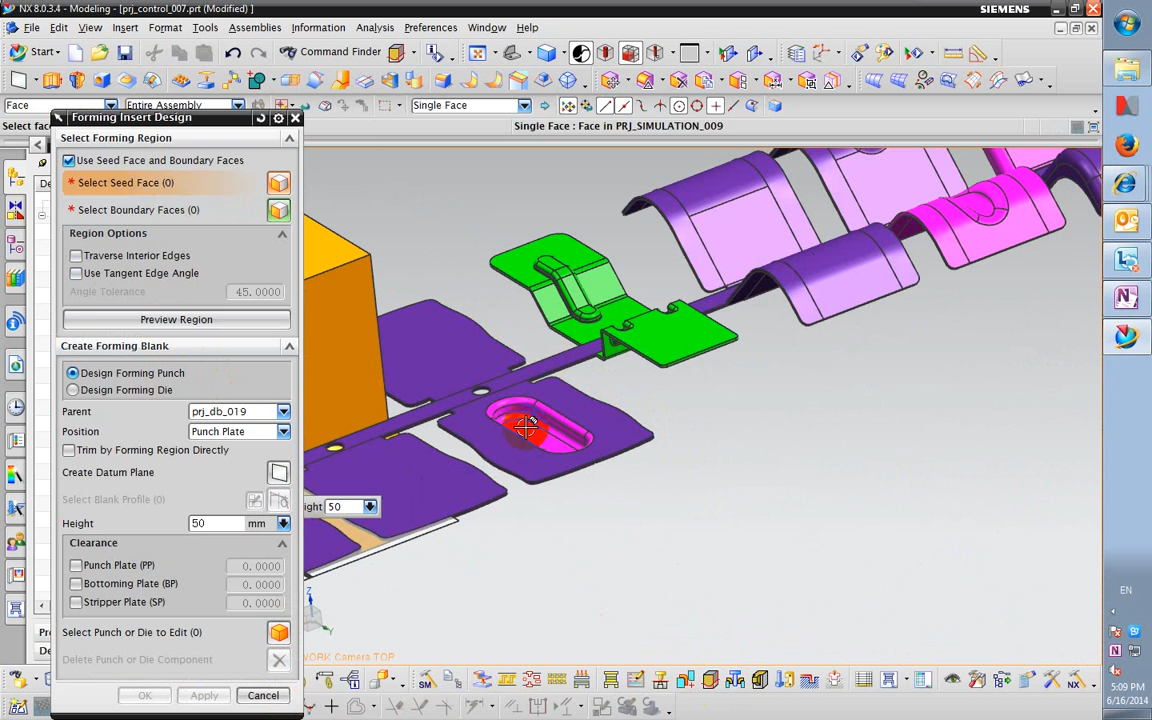 NX 8.0.3.4 - Modeling - [prj_control_007.prt (Modified) ]
SIEMENS
File Edit View Insert Format Tools Assemblies Information Analysis Preferences Help
Start
Command Finder
Face
Entire Assembly
Single Face
Select fac
Single Face : Face in PRJ_SIMULATION_009
Forming Insert Design
Select Forming Region
Use Seed Face and Boundary Faces
* Select Seed Face (0)
* Select Boundary Faces (0)
Region Options
Traverse Interior Edges
Use Tangent Edge Angle
Angle Tolerance 45.0000
Preview Region
Create Forming Blank
Design Forming Punch
Design Forming Die
Parent prj_db_019
Position Punch Plate
Trim by Forming Region Directly
Create Datum Plane
Select Blank Profile (0)
Height 50 mm
ight 50
Clearance
Punch Plate (PP) 0.0000
Bottoming Plate (BP) 0.0000
Stripper Plate (SP) 0.0000
Select Punch or Die to Edit (0)
Delete Punch or Die Component
OK Apply Cancel
De
Pre
De
Z
Y
WORK Camera TOP
SM
NX
EN
5:09 PM
6/16/2014